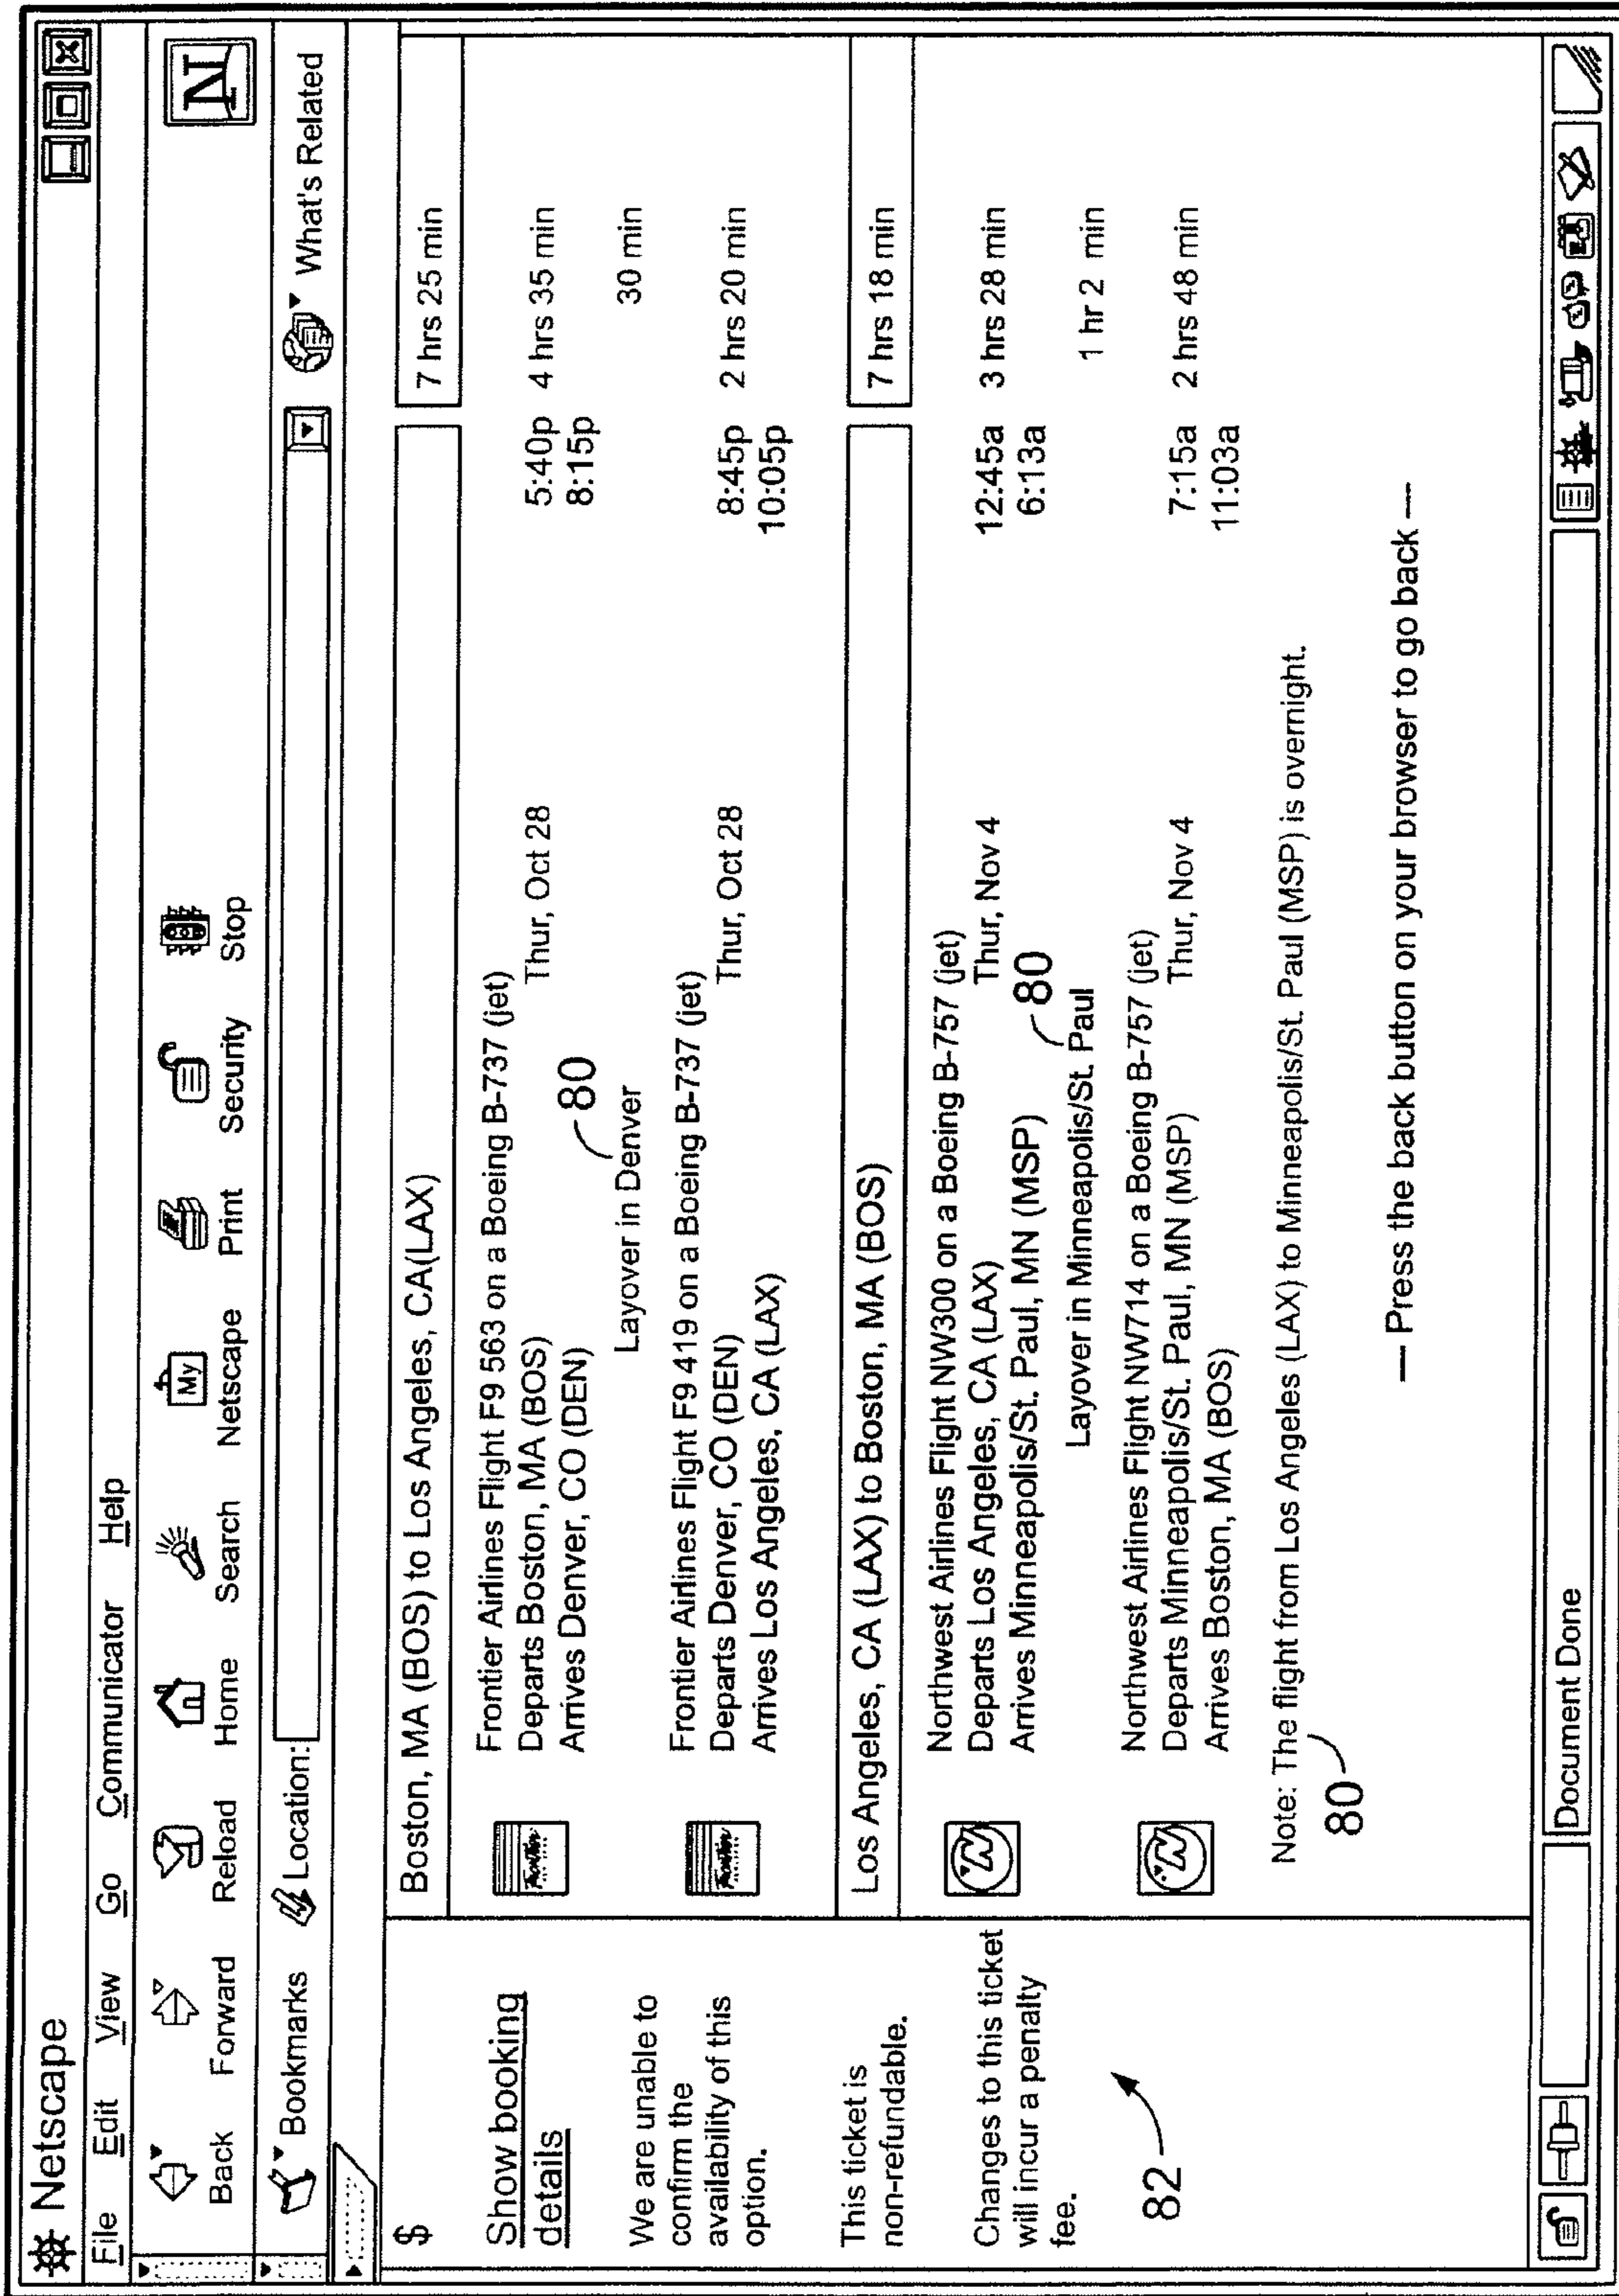 Netscape
File Edit View Go Communicator Help
Back Forward Reload Home Search Netscape Print Security Stop
My
N
Bookmarks Location: What's Related
$
Show booking
details
We are unable to
confirm the
availability of this
option.
This ticket is
non-refundable.
Changes to this ticket
will incur a penalty
fee.
82
Boston, MA (BOS) to Los Angeles, CA(LAX) 7 hrs 25 min
Frontier Airlines Flight F9 563 on a Boeing B-737 (jet)
Departs Boston, MA (BOS) Thur, Oct 28 5:40p 4 hrs 35 min
Arrives Denver, CO (DEN) 8:15p
80
Layover in Denver 30 min
Frontier Airlines Flight F9 419 on a Boeing B-737 (jet)
Departs Denver, CO (DEN) Thur, Oct 28 8:45p 2 hrs 20 min
Arrives Los Angeles, CA (LAX) 10:05p
Los Angeles, CA (LAX) to Boston, MA (BOS) 7 hrs 18 min
Northwest Airlines Flight NW300 on a Boeing B-757 (jet)
Departs Los Angeles, CA (LAX) Thur, Nov 4 12:45a 3 hrs 28 min
Arrives Minneapolis/St. Paul, MN (MSP) 6:13a
80
Layover in Minneapolis/St. Paul 1 hr 2 min
Northwest Airlines Flight NW714 on a Boeing B-757 (jet)
Departs Minneapolis/St. Paul, MN (MSP) Thur, Nov 4 7:15a 2 hrs 48 min
Arrives Boston, MA (BOS) 11:03a
Note: The flight from Los Angeles (LAX) to Minneapolis/St. Paul (MSP) is overnight.
80
— Press the back button on your browser to go back —
Document Done